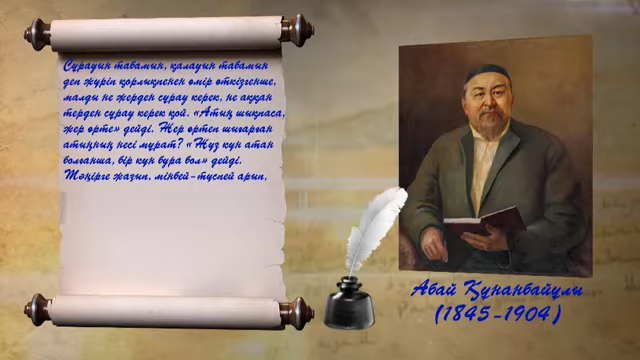 Сұрауын табамын, қалауын табамын
деп жүріп қорлықпенен өмір өткізгенше,
малды не жерден сұрау керек, не аққан
терден сұрау керек қой. «Атың шықпаса,
жер өрте» дейді. Жер өртеп шығарған
атықның несі мұрат? «Жүз күн атан
болғанша, бір күн бура бол» дейді.
Тәңірге жазып, мінбей-түспей арып,
Абай Құнанбайұлы
(1845-1904)